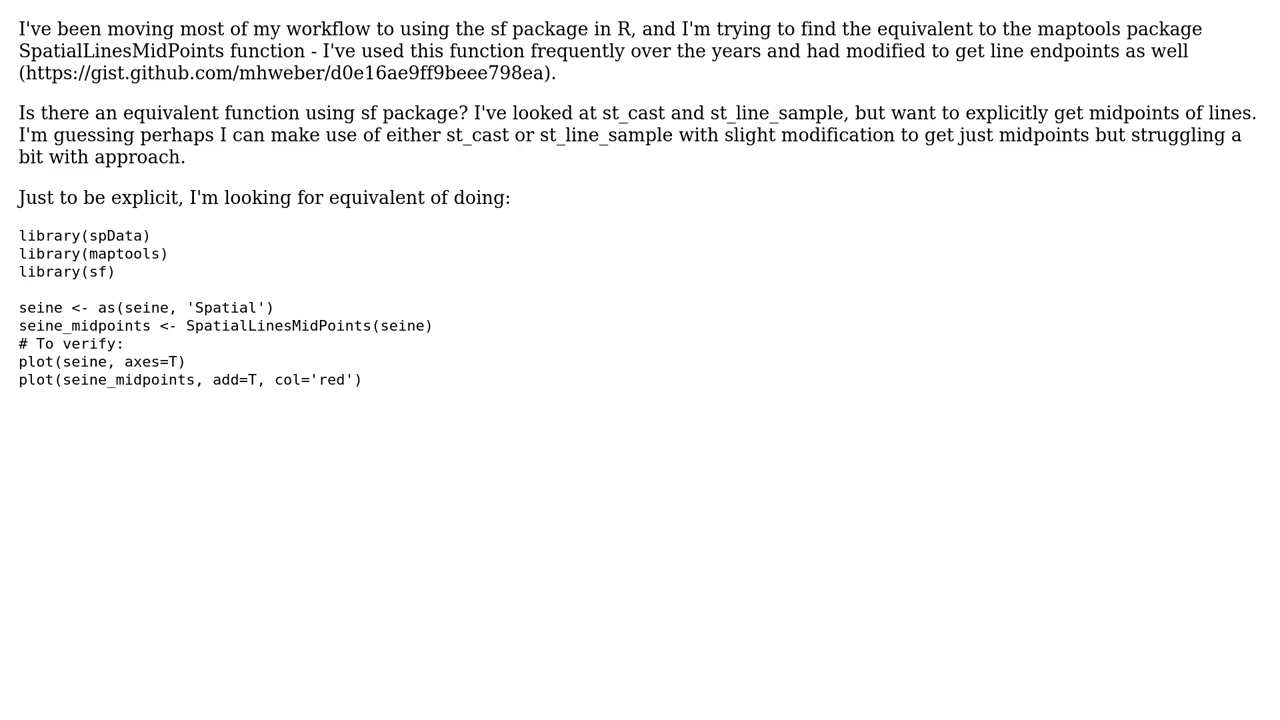 I've been moving most of my workflow to using the sf package in R, and I'm trying to find the equivalent to the maptools package
SpatialLinesMidPoints function - I've used this function frequently over the years and had modified to get line endpoints as well
(https://gist.github.com/mhweber/d0e16ae9ff9beee798ea).
Is there an equivalent function using sf package? I've looked at st_cast and st_line_sample, but want to explicitly get midpoints of lines.
I'm guessing perhaps I can make use of either st_cast or st_line_sample with slight modification to get just midpoints but struggling a
bit with approach.
Just to be explicit, I'm looking for equivalent of doing:
library(spData)
library(maptools)
library(sf)
seine <- as(seine, 'Spatial')
seine_midpoints <- SpatialLinesMidPoints(seine)
# To verify:
plot(seine, axes=T)
plot(seine_midpoints, add=T, col='red')